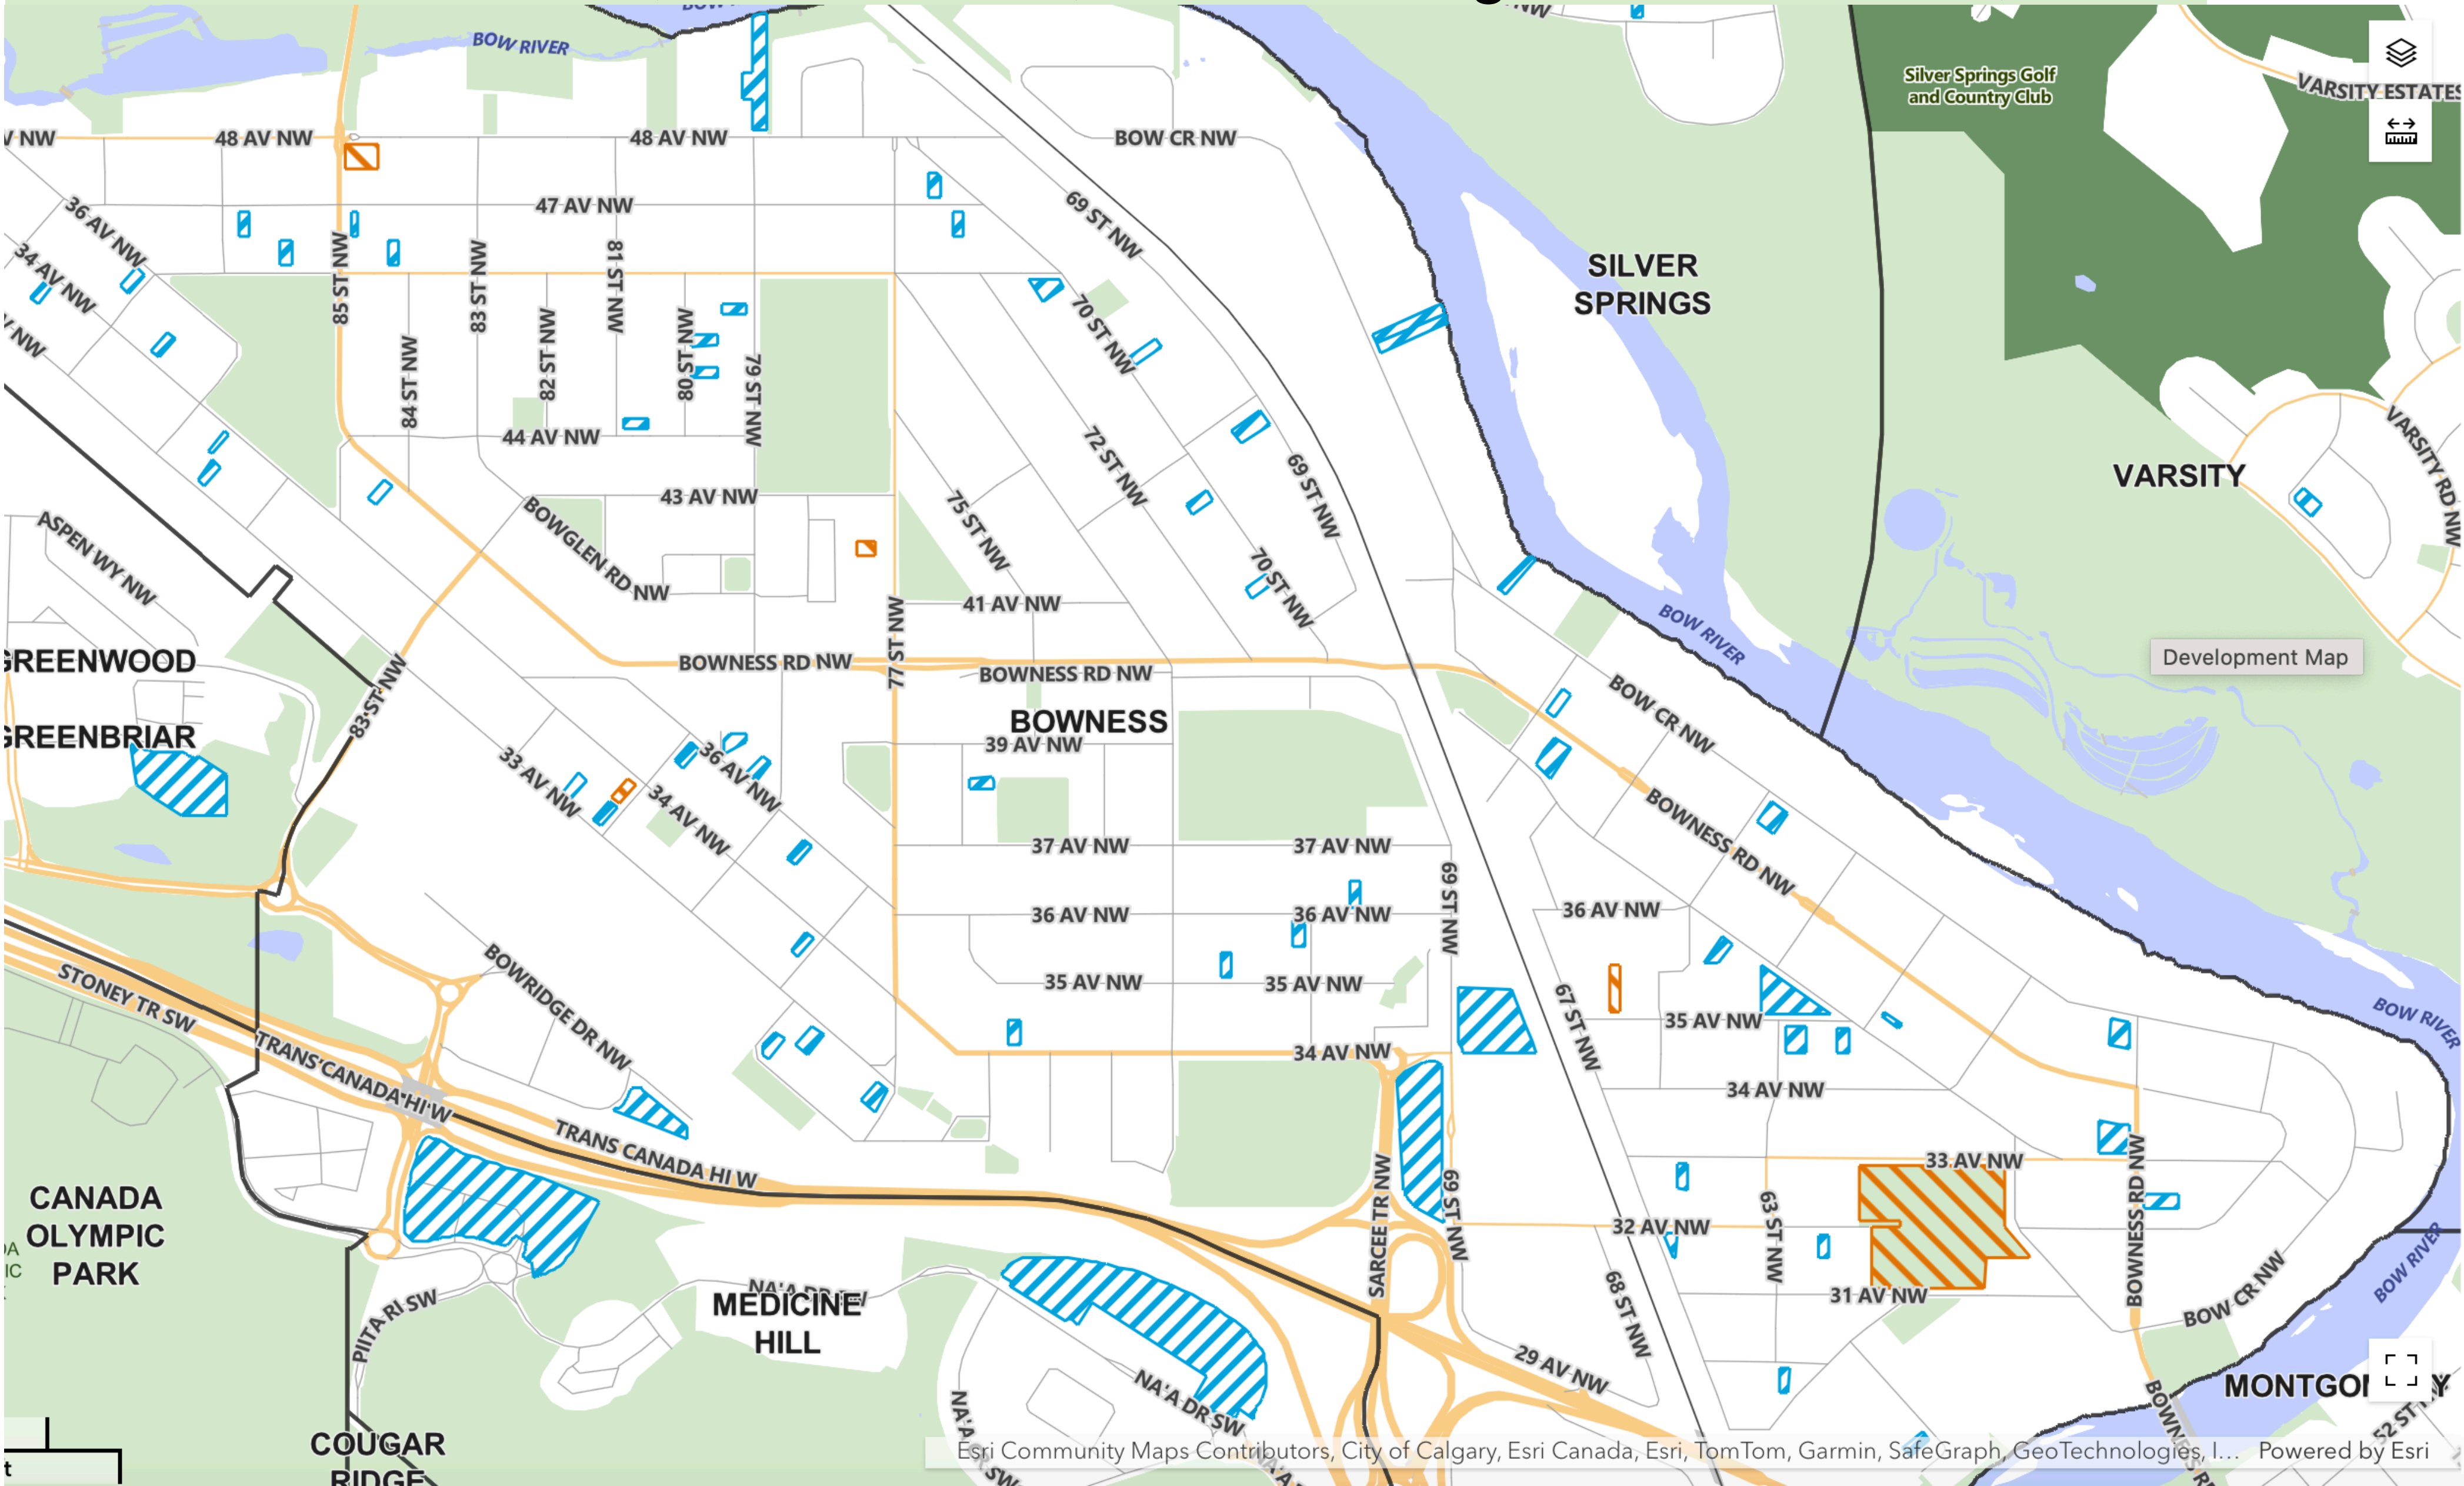 BOW RIVER
Silver Springs Golf
and Country Club
VARSITY ESTATES
48 AV NW
48 AV NW
BOW CR NW
36 AV NW
47 AV NW
69 ST NW
34 AV NW
85 ST NW
83 ST NW
81 ST NW
SILVER
SPRINGS
84 ST NW
82 ST NW
80 ST NW
79 ST NW
70 ST NW
44 AV NW
72 ST NW
VARSITY RD NW
69 ST NW
VARSITY
43 AV NW
BOWGLEN RD NW
75 ST NW
ASPEN WY NW
70 ST NW
41 AV NW
77 ST NW
BOW RIVER
GREENWOOD
BOWNESS RD NW
BOWNESS RD NW
Development Map
83 ST NW
BOW CR NW
BOWNESS
GREENBRIAR
39 AV NW
33 AV NW
36 AV NW
34 AV NW
BOWNESS RD NW
37 AV NW
37 AV NW
69 ST NW
36 AV NW
36 AV NW
36 AV NW
BOWRIDGE DR NW
35 AV NW
35 AV NW
STONEY TR SW
67 ST NW
35 AV NW
BOW RIVER
TRANS CANADA HI W
34 AV NW
34 AV NW
TRANS CANADA HI W
33 AV NW
CANADA
OLYMPIC
PARK
SARCEE TR NW
69 ST NW
32 AV NW
63 ST NW
BOWNESS RD NW
BOW RIVER
MEDICINE
HILL
31 AV NW
BOW CR NW
PIITA RI SW
68 ST NW
29 AV NW
NA'A DR SW
COUGAR
RIDGE
Esri Community Maps Contributors, City of Calgary, Esri Canada, Esri, TomTom, Garmin, SafeGraph, GeoTechnologies, I... Powered by Esri